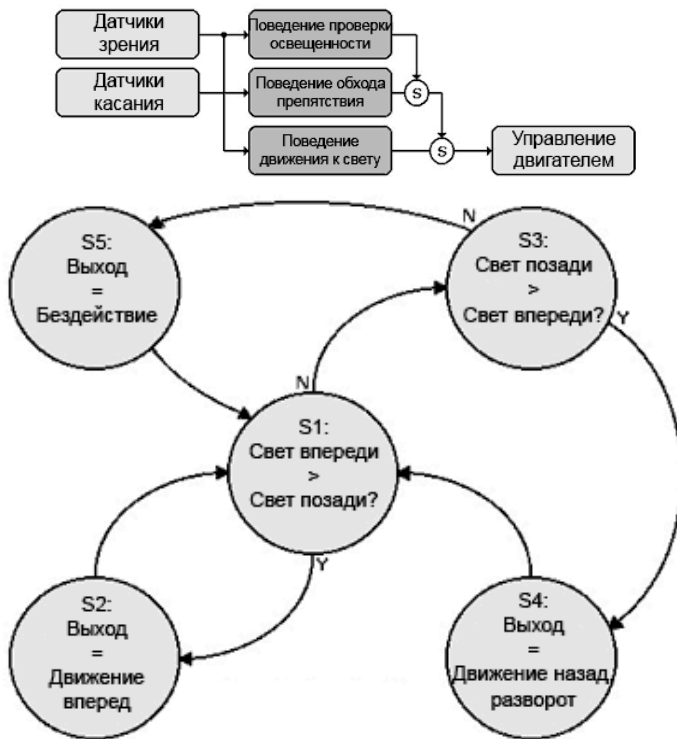 Датчики
зрения
Поведение проверки
освещенности
Датчики
касания
Поведение обхода
препятствия
S
Поведение
движения к свету
S
Управление
двигателем
N
S5:
Выход
=
Бездействие
S3:
Свет позади
>
Свет впереди?
Y
N
S1:
Свет впереди
>
Свет позади?
Y
S2:
Выход
=
Движение
вперед
S4:
Выход
=
Движение назад,
разворот